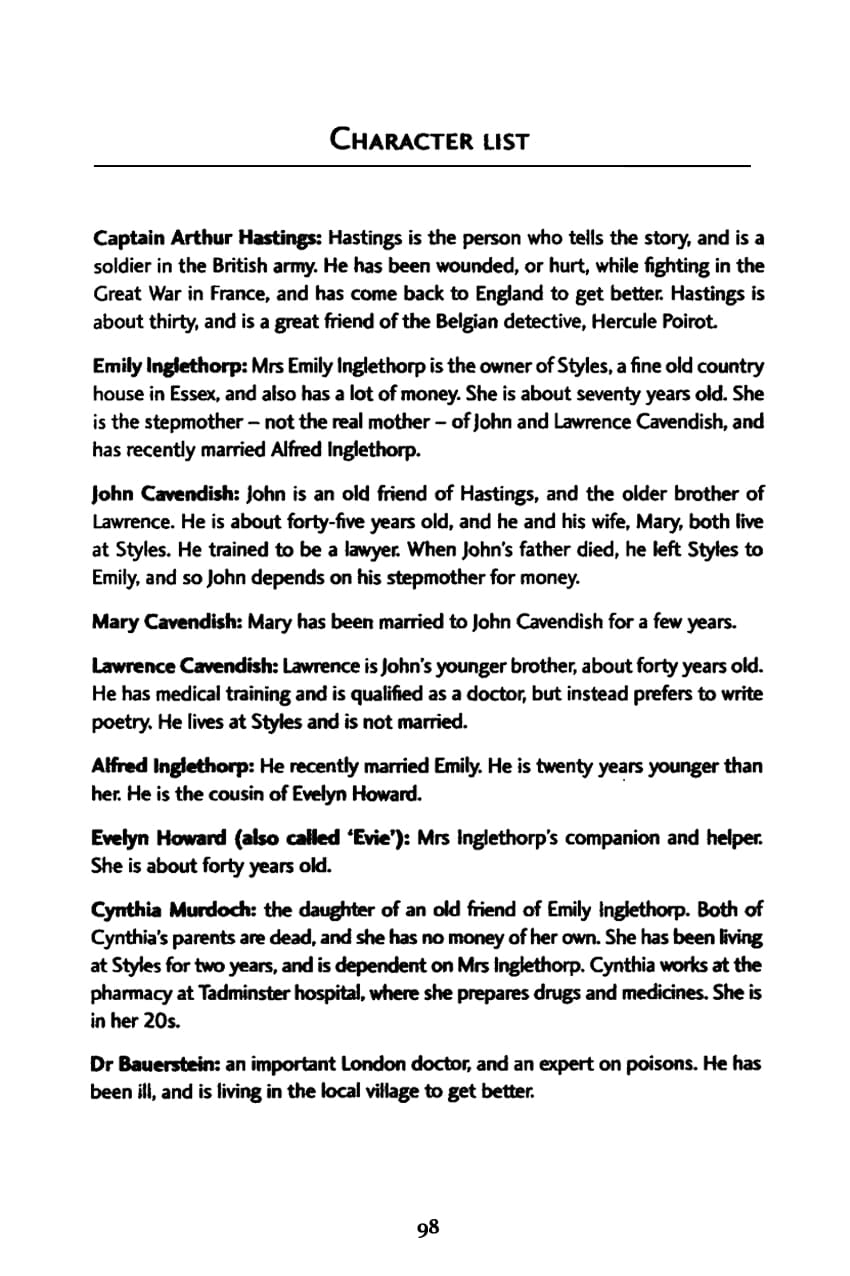 CHARACTER LIST
Captain Arthur Hastings: Hastings is the person who tells the story, and is a
soldier in the British army. He has been wounded, or hurt, while fighting in the
Great War in France, and has come back to England to get better. Hastings is
about thirty, and is a great friend of the Belgian detective, Hercule Poirot.
Emily Inglethorp: Mrs Emily Inglethorp is the owner of Styles, a fine old country
house in Essex, and also has a lot of money. She is about seventy years old. She
is the stepmother – not the real mother – of John and Lawrence Cavendish, and
has recently married Alfred Inglethorp.
John Cavendish: John is an old friend of Hastings, and the older brother of
Lawrence. He is about forty-five years old, and he and his wife, Mary, both live
at Styles. He trained to be a lawyer. When John's father died, he left Styles to
Emily, and so John depends on his stepmother for money.
Mary Cavendish: Mary has been married to John Cavendish for a few years.
Lawrence Cavendish: Lawrence is John's younger brother, about forty years old.
He has medical training and is qualified as a doctor, but instead prefers to write
poetry. He lives at Styles and is not married.
Alfred Inglethorp: He recently married Emily. He is twenty years younger than
her. He is the cousin of Evelyn Howard.
Evelyn Howard (also called 'Evie'): Mrs Inglethorp's companion and helper.
She is about forty years old.
Cynthia Murdoch: the daughter of an old friend of Emily Inglethorp. Both of
Cynthia's parents are dead, and she has no money of her own. She has been living
at Styles for two years, and is dependent on Mrs Inglethorp. Cynthia works at the
pharmacy at Tadminster hospital, where she prepares drugs and medicines. She is
in her 20s.
Dr Bauerstein: an important London doctor, and an expert on poisons. He has
been ill, and is living in the local village to get better.
98